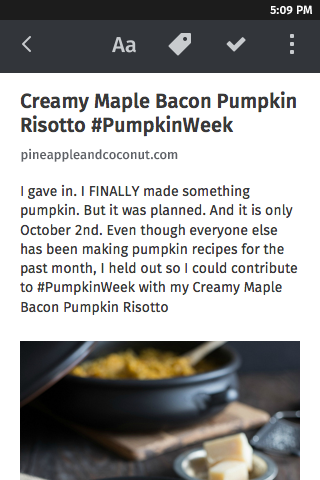 5:09 PM
Aa
Creamy Maple Bacon Pumpkin
Risotto #PumpkinWeek
pineappleandcoconut.com
I gave in. I FINALLY made something
pumpkin. But it was planned. And it is only
October 2nd. Even though everyone else
has been making pumpkin recipes for the
past month, I held out so I could contribute
to #PumpkinWeek with my Creamy Maple
Bacon Pumpkin Risotto